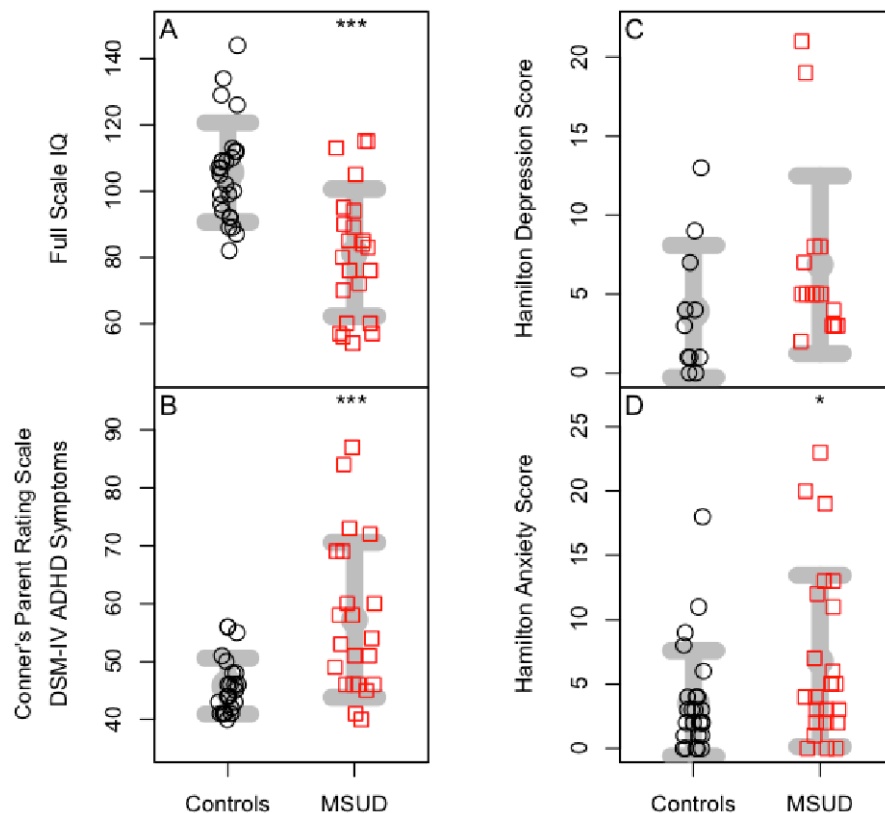 A
***
Full Scale IQ
140
120
100
80
60
B
***
Conner's Parent Rating Scale
DSM-IV ADHD Symptoms
90
80
70
60
50
40
Controls
MSUD
C
Hamilton Depression Score
20
15
10
5
0
D
*
Hamilton Anxiety Score
25
20
15
10
5
0
Controls
MSUD